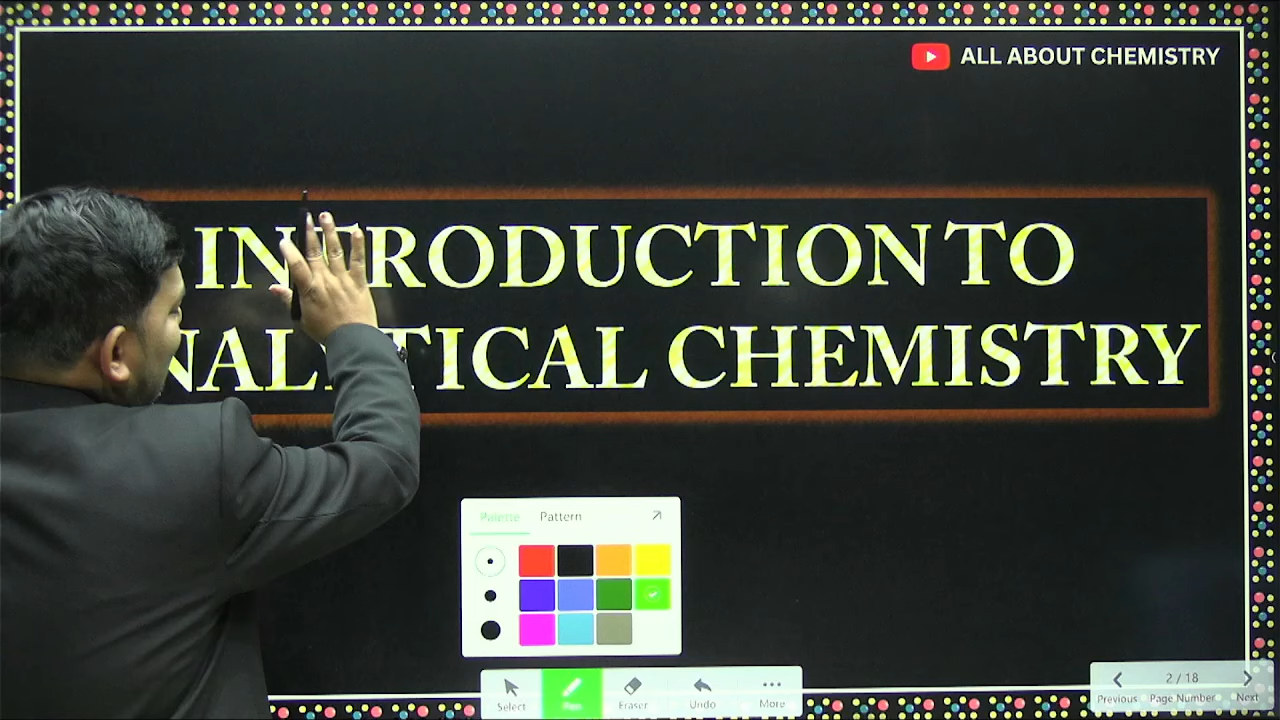 ALL ABOUT CHEMISTRY
INTRODUCTION TO
ANALYTICAL CHEMISTRY
Palette Pattern
Select Pen Eraser Undo More
2 / 18
Previous Page Number Next